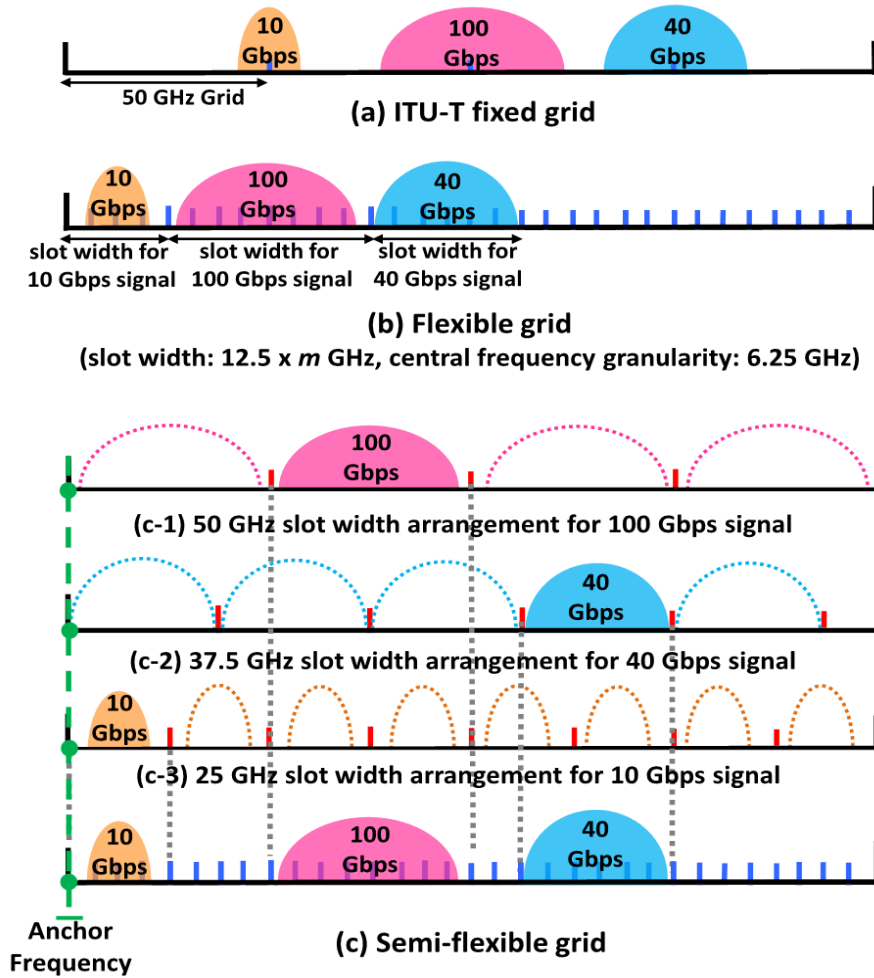 10
Gbps
100
Gbps
40
Gbps
50 GHz Grid
(a) ITU-T fixed grid
10
Gbps
100
Gbps
40
Gbps
slot width for
10 Gbps signal
slot width for
100 Gbps signal
slot width for
40 Gbps signal
(b) Flexible grid
(slot width: 12.5 x m GHz, central frequency granularity: 6.25 GHz)
100
Gbps
(c-1) 50 GHz slot width arrangement for 100 Gbps signal
40
Gbps
(c-2) 37.5 GHz slot width arrangement for 40 Gbps signal
10
Gbps
(c-3) 25 GHz slot width arrangement for 10 Gbps signal
10
Gbps
100
Gbps
40
Gbps
Anchor
Frequency
(c) Semi-flexible grid